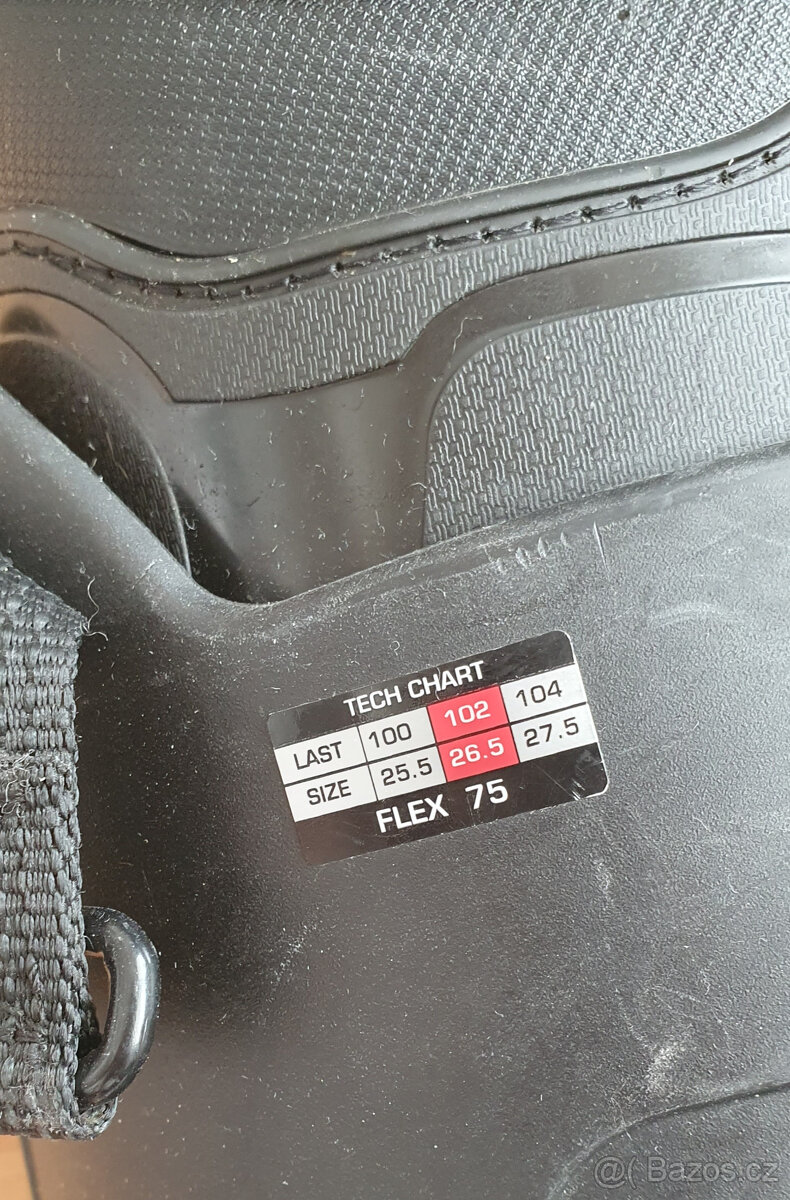 TECH CHART
LAST 100 102 104
SIZE 25.5 26.5 27.5
FLEX 75
@( Bazos.cz